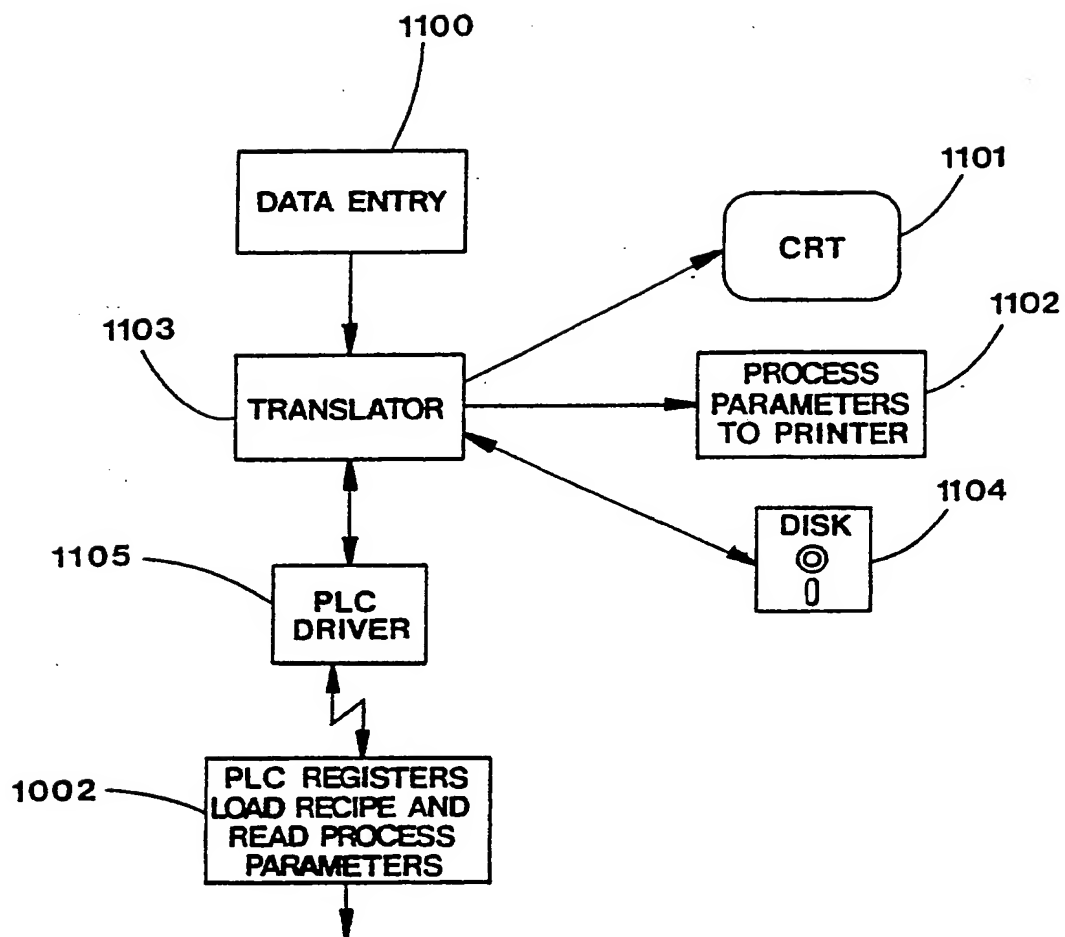 1100
DATA ENTRY
1101
CRT
1103
TRANSLATOR
1102
PROCESS
PARAMETERS
TO PRINTER
1104
DISK
1105
PLC
DRIVER
1002
PLC REGISTERS
LOAD RECIPE AND
READ PROCESS
PARAMETERS